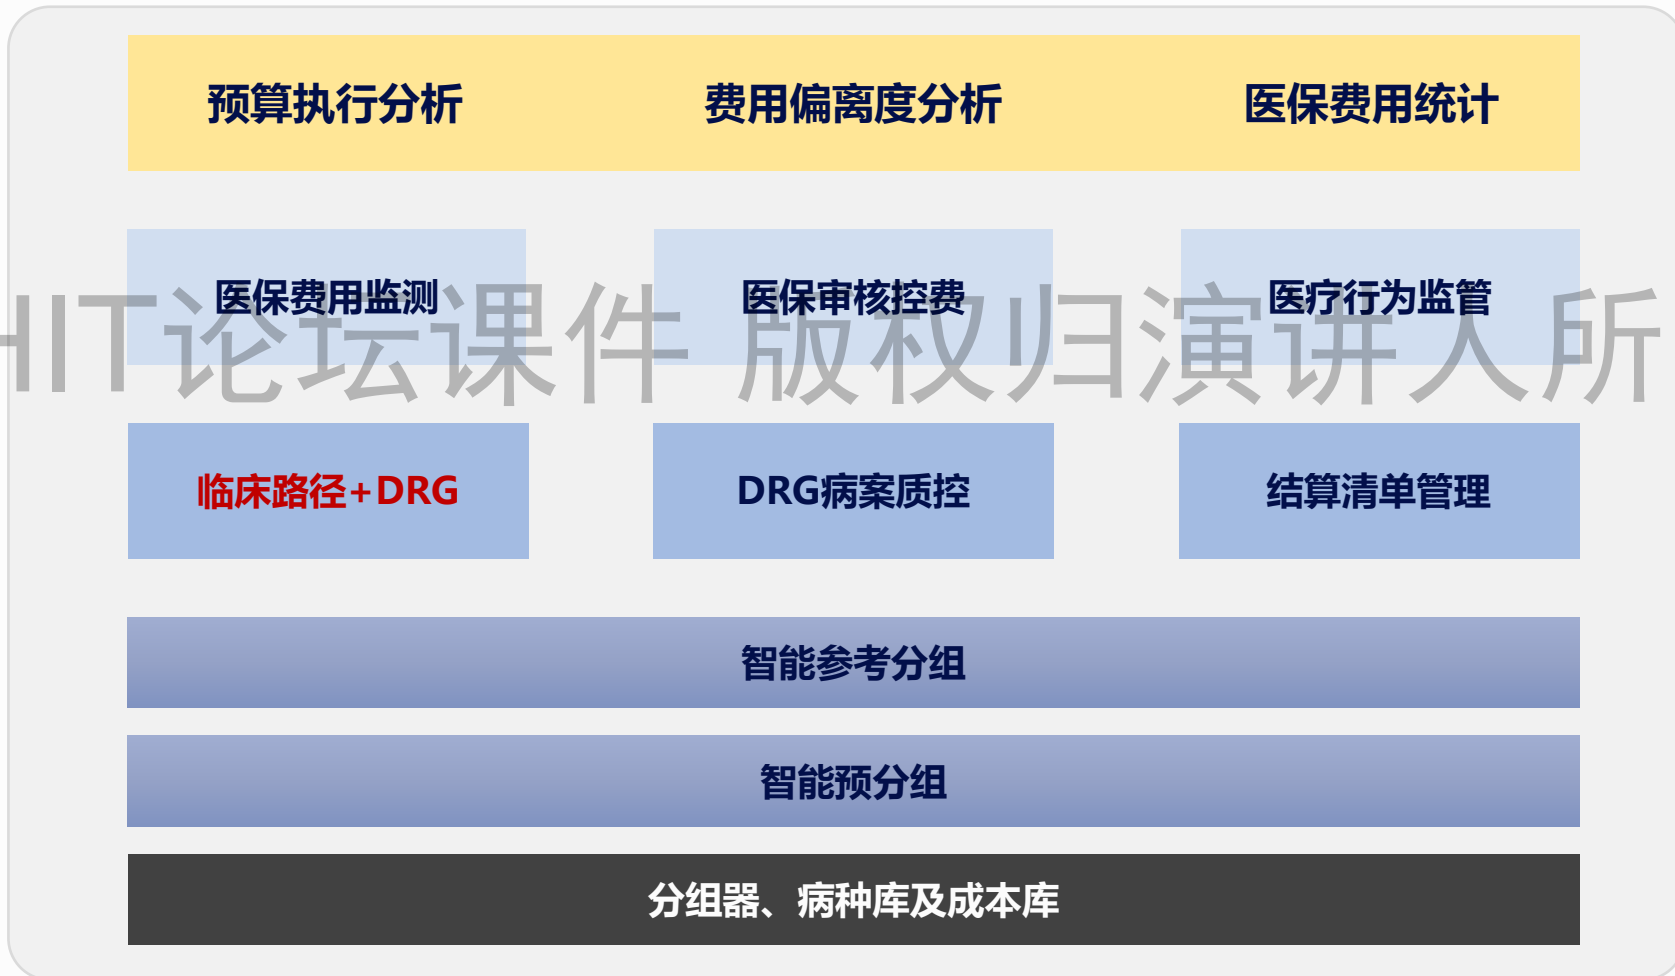 预算执行分析 费用偏离度分析 医保费用统计
医保费用监测 医保审核控费 医疗行为监管
HIT论坛课件 版权归演讲人所
临床路径+DRG DRG病案质控 结算清单管理
智能参考分组
智能预分组
分组器、病种库及成本库